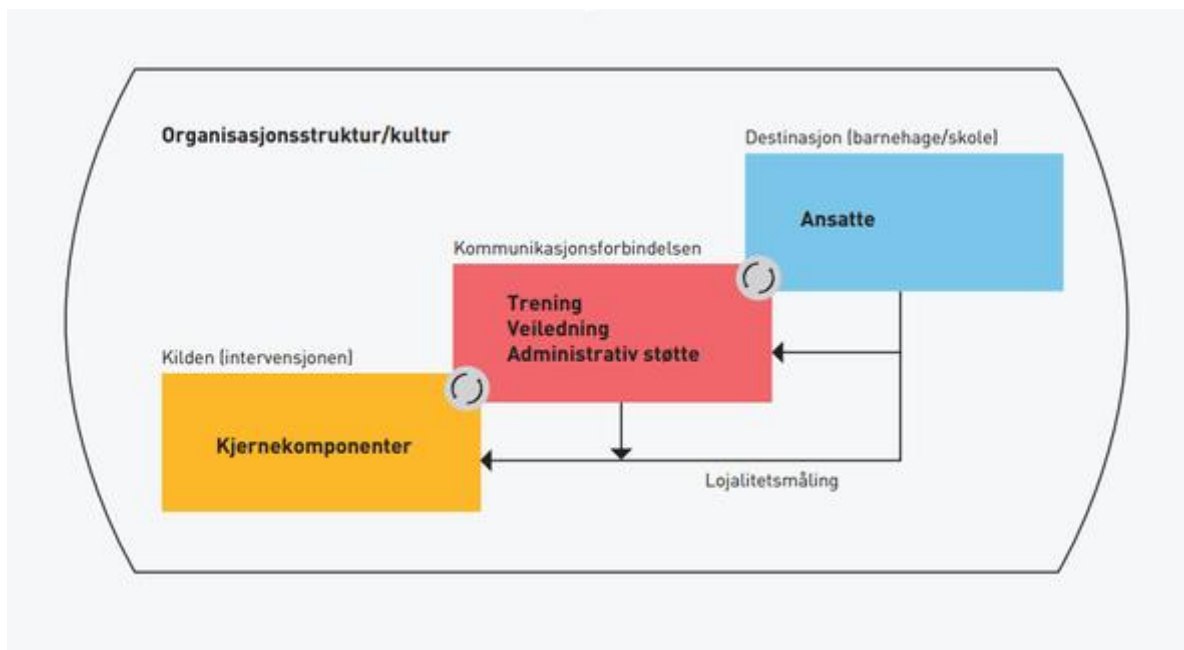 Organisasjonsstruktur/kultur
Destinasjon (barnehage/skole)
Ansatte
Kommunikasjonsforbindelsen
Trening
Veiledning
Administrativ støtte
Kilden (intervensjonen)
Kjernekomponenter
Lojalitetsmåling